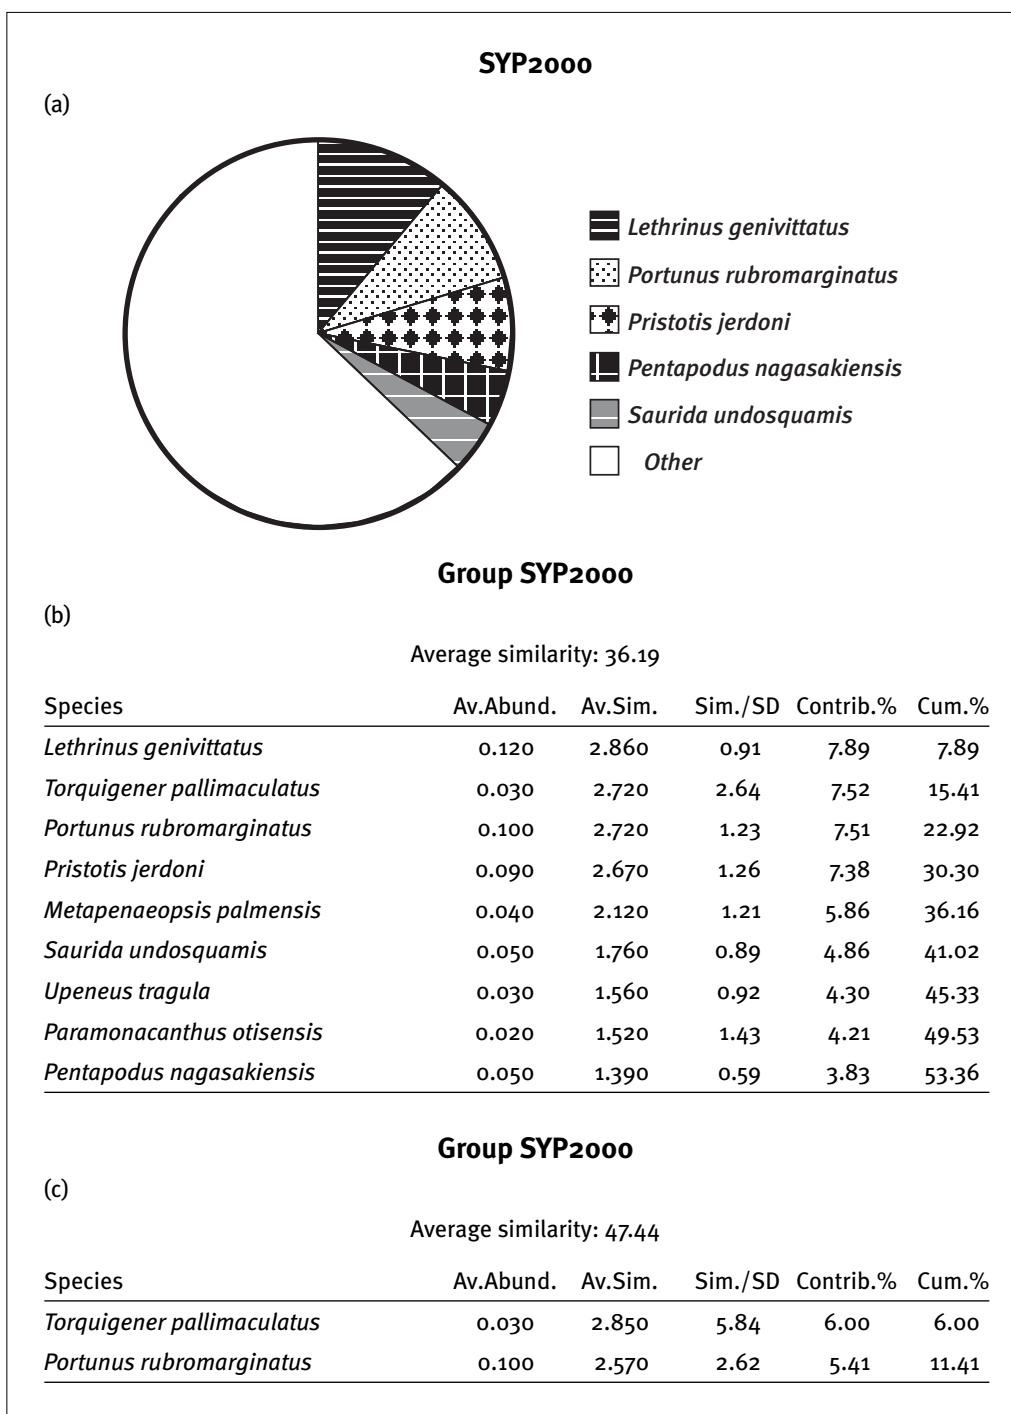 SYP2000
(a)
Lethrinus genivittatus
Portunus rubromarginatus
Pristotis jerdoni
Pentapodus nagasakiensis
Saurida undosquamis
Other
Group SYP2000
(b)
Average similarity: 36.19
Species Av.Abund. Av.Sim. Sim./SD Contrib.% Cum.%
Lethrinus genivittatus 0.120 2.860 0.91 7.89 7.89
Torquigener pallimaculatus 0.030 2.720 2.64 7.52 15.41
Portunus rubromarginatus 0.100 2.720 1.23 7.51 22.92
Pristotis jerdoni 0.090 2.670 1.26 7.38 30.30
Metapenaeopsis palmensis 0.040 2.120 1.21 5.86 36.16
Saurida undosquamis 0.050 1.760 0.89 4.86 41.02
Upeneus tragula 0.030 1.560 0.92 4.30 45.33
Paramonacanthus otisensis 0.020 1.520 1.43 4.21 49.53
Pentapodus nagasakiensis 0.050 1.390 0.59 3.83 53.36
Group SYP2000
(c)
Average similarity: 47.44
Species Av.Abund. Av.Sim. Sim./SD Contrib.% Cum.%
Torquigener pallimaculatus 0.030 2.850 5.84 6.00 6.00
Portunus rubromarginatus 0.100 2.570 2.62 5.41 11.41